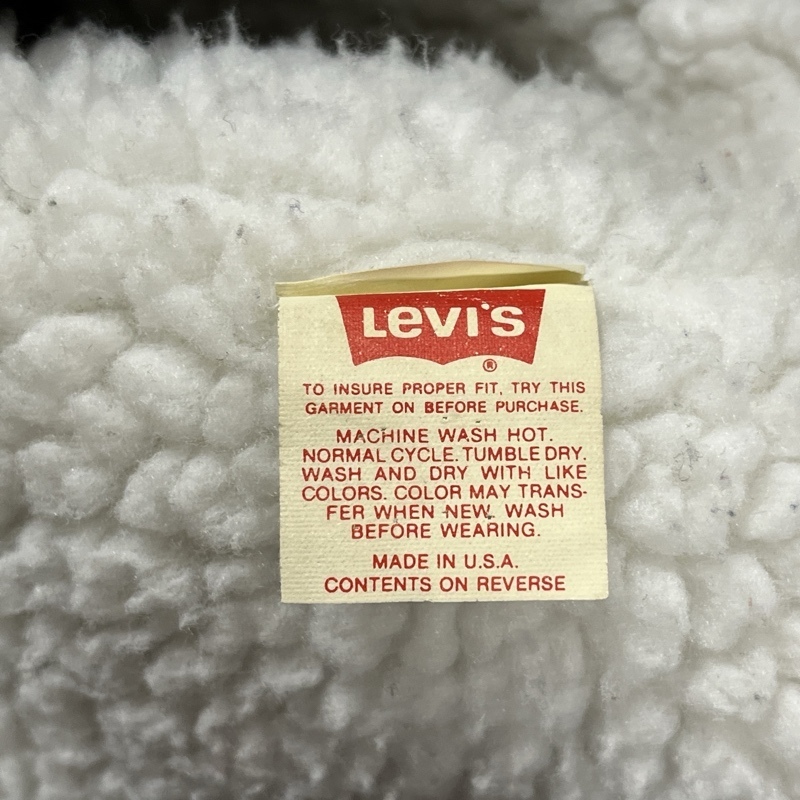 Levi's
®
TO INSURE PROPER FIT, TRY THIS
GARMENT ON BEFORE PURCHASE.
MACHINE WASH HOT.
NORMAL CYCLE. TUMBLE DRY.
WASH AND DRY WITH LIKE
COLORS. COLOR MAY TRANS-
FER WHEN NEW, WASH
BEFORE WEARING.
MADE IN U.S.A.
CONTENTS ON REVERSE